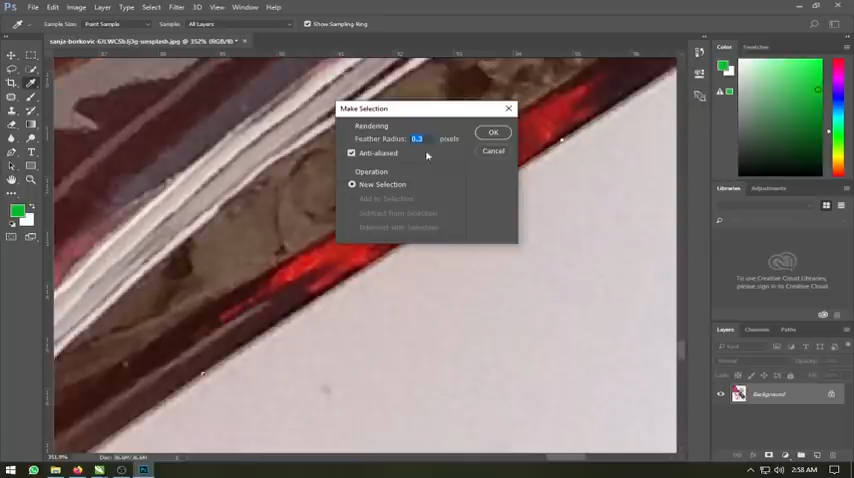 File Edit Image Layer Type Select Filter 3D View Window Help
Sample Size: Point Sample Sample: All Layers Show Sampling Ring
Make Selection
Rendering
Feather Radius: 0.3 pixels
Anti-aliased
Operation
New Selection
Add to Selection
Subtract from Selection
Intersect with Selection
OK
Cancel
Color Swatches
Libraries Adjustments
To use Creative Cloud Libraries,
please sign in to Creative Cloud
Layers Channels Paths
Kind
Normal
Lock:
Background
2:58 AM